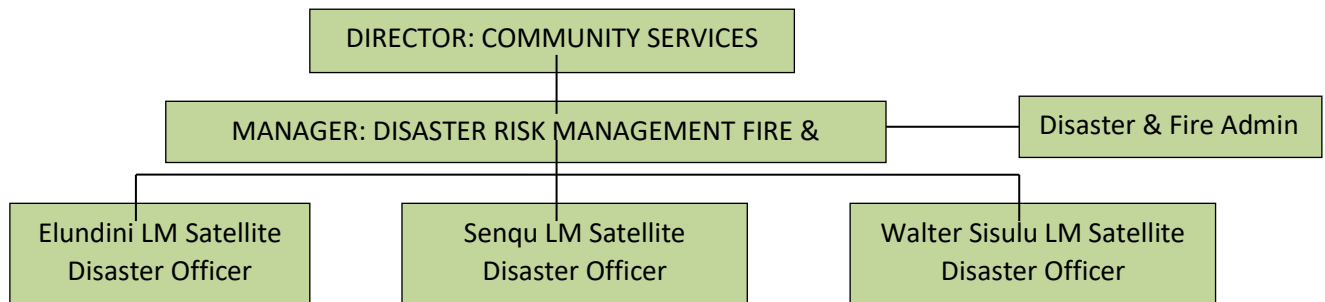 DIRECTOR: COMMUNITY SERVICES
MANAGER: DISASTER RISK MANAGEMENT FIRE &
Disaster & Fire Admin
Elundini LM Satellite
Disaster Officer
Senqu LM Satellite
Disaster Officer
Walter Sisulu LM Satellite
Disaster Officer